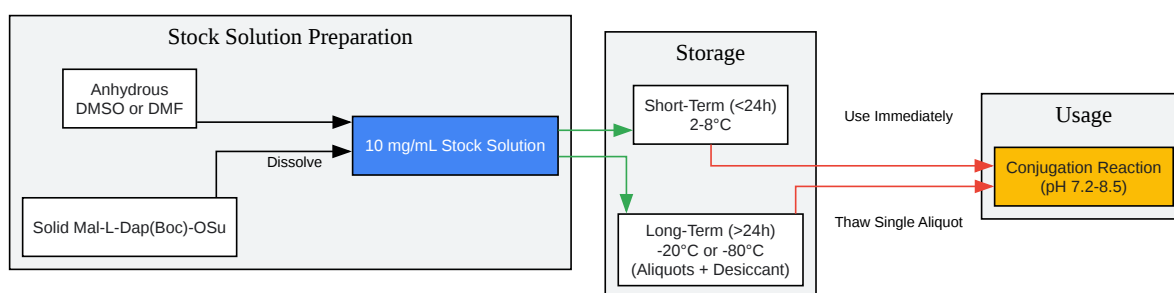 Stock Solution Preparation
Anhydrous
DMSO or DMF
Dissolve
Solid Mal-L-Dap(Boc)-OSu
10 mg/mL Stock Solution
Storage
Short-Term (<24h)
2-8°C
Long-Term (>24h)
-20°C or -80°C
(Aliquots + Desiccant)
Use Immediately
Thaw Single Aliquot
Usage
Conjugation Reaction
(pH 7.2-8.5)